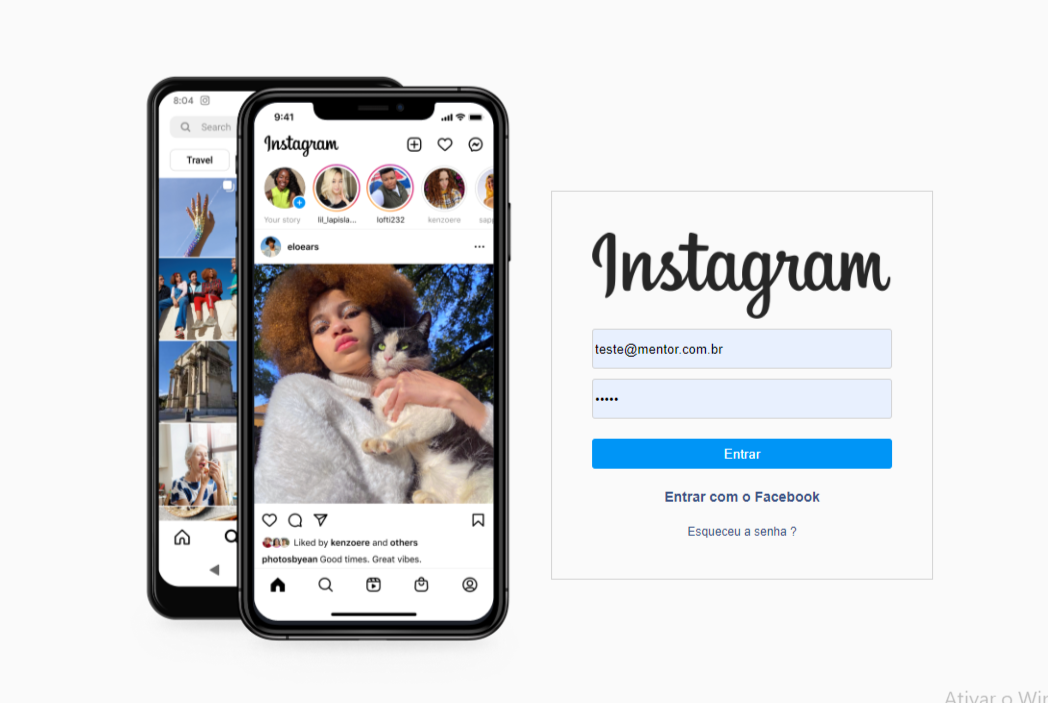 8:04
Search
Travel
9:41
Instagram
Your story
lil_lapisla...
lofti232
kenzoere
sap
eloears
Liked by kenzoere and others
photosbyean Good times. Great vibes.
Instagram
teste@mentor.com.br
•••••
Entrar
Entrar com o Facebook
Esqueceu a senha ?
Ativar o Win